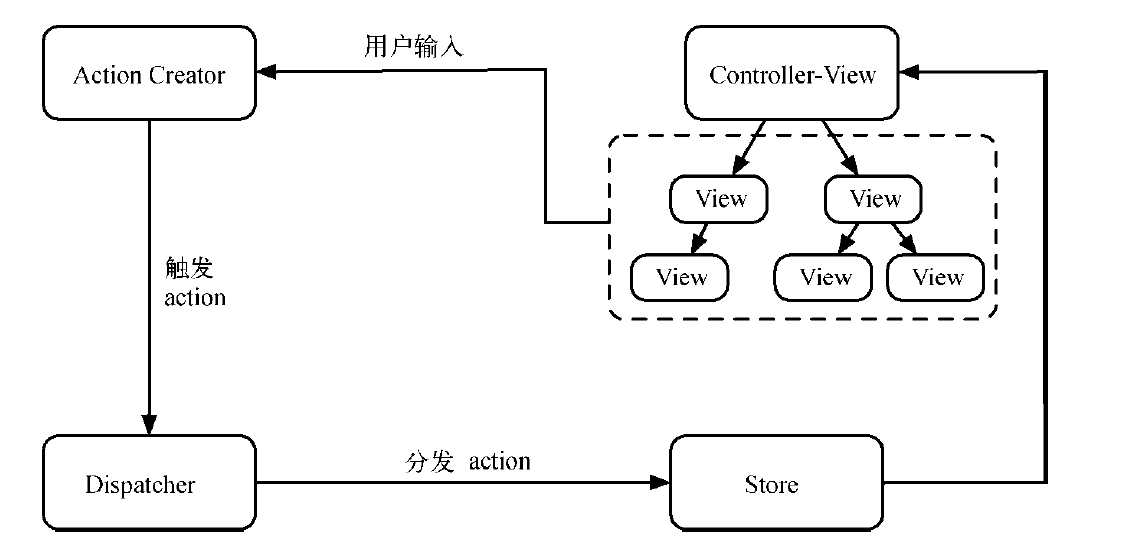 用户输入
Action Creator
Controller-View
View
View
View
View
View
触发
action
分发 action
Dispatcher
Store